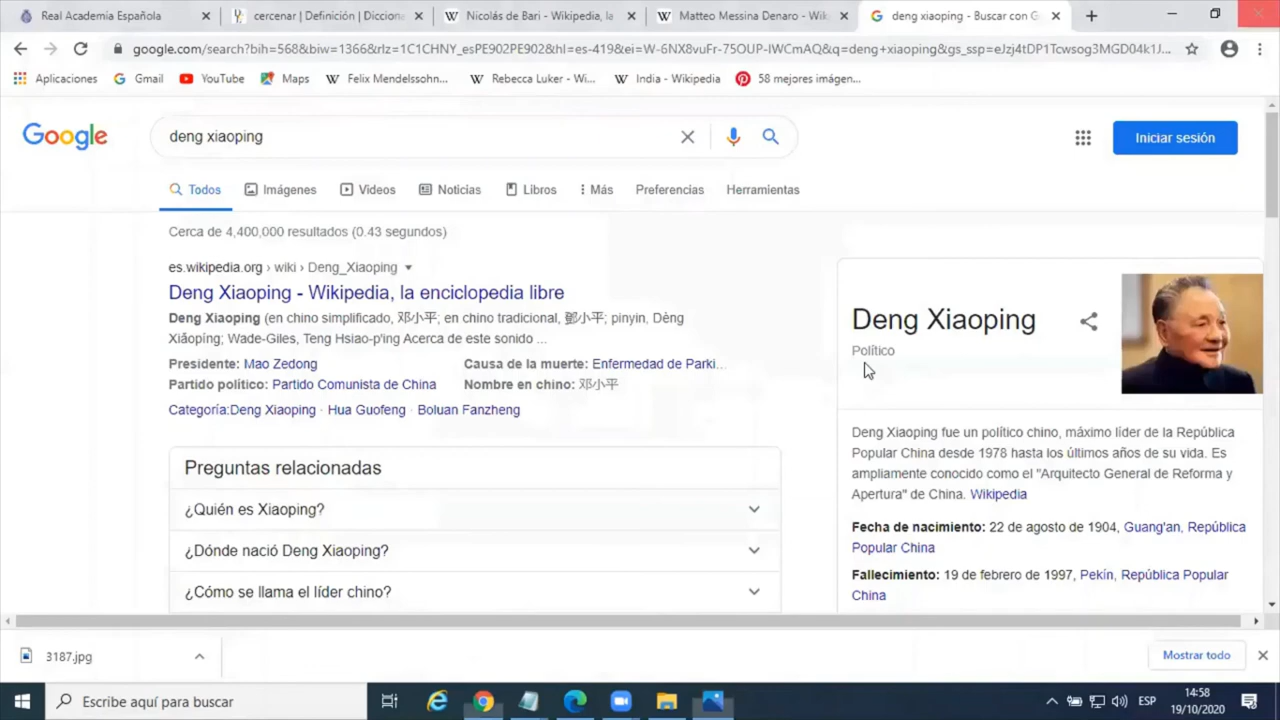 Real Academia Española
cercenar | Definición | Diccion
Nicolás de Bari - Wikipedia, la
Matteo Messina Denaro - Wik
deng xiaoping - Buscar con G
google.com/search?bih=568&biw=1366&rlz=1C1CHNY_esPE902PE902&hl=es-419&ei=W-6NX8vuFr-75OUP-IWCmAQ&q=deng+xiaoping&gs_ssp=eJzj4tDP1Tcwsog3MGD04k1J...
Aplicaciones
Gmail
YouTube
Maps
Felix Mendelssohn...
Rebecca Luker - Wi...
India - Wikipedia
58 mejores imágen...
Google
deng xiaoping
Iniciar sesión
Todos
Imágenes
Videos
Noticias
Libros
Más
Preferencias
Herramientas
Cerca de 4,400,000 resultados (0.43 segundos)
es.wikipedia.org › wiki › Deng_Xiaoping
Deng Xiaoping - Wikipedia, la enciclopedia libre
Deng Xiaoping (en chino simplificado, 邓小平; en chino tradicional, 鄧小平; pinyin, Dèng
Xiǎopíng; Wade-Giles, Teng Hsiao-p'ing Acerca de este sonido ...
Presidente: Mao Zedong
Causa de la muerte: Enfermedad de Parki...
Partido político: Partido Comunista de China
Nombre en chino: 邓小平
Categoría:Deng Xiaoping · Hua Guofeng · Boluan Fanzheng
Preguntas relacionadas
¿Quién es Xiaoping?
¿Dónde nació Deng Xiaoping?
¿Cómo se llama el líder chino?
Deng Xiaoping
Político
Deng Xiaoping fue un político chino, máximo líder de la República
Popular China desde 1978 hasta los últimos años de su vida. Es
ampliamente conocido como el "Arquitecto General de Reforma y
Apertura" de China. Wikipedia
Fecha de nacimiento: 22 de agosto de 1904, Guang'an, República
Popular China
Fallecimiento: 19 de febrero de 1997, Pekín, República Popular
China
3187.jpg
Mostrar todo
Escribe aquí para buscar
ESP
14:58
19/10/2020